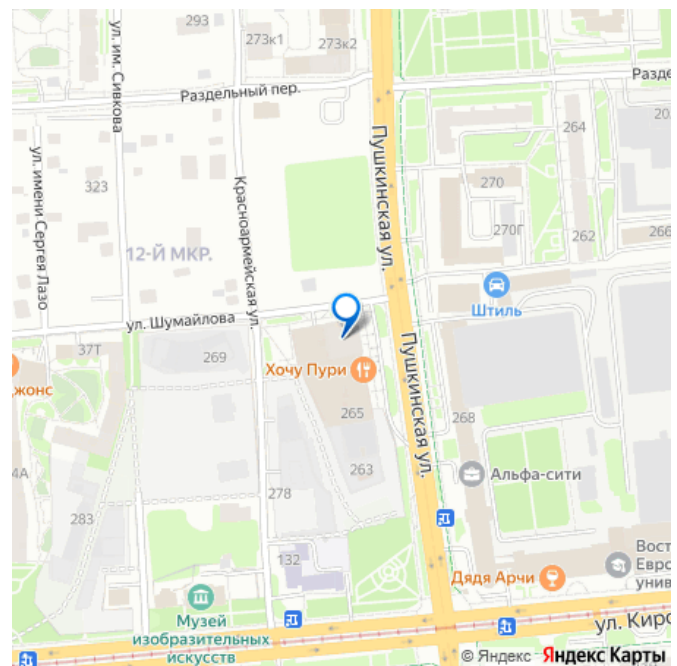 293
273к1
273к2
ул. им. Сивкова
Раздельный пер.
Разде
ул. имени Сергея Лазо
323
Красноармейская ул.
Пушкинская ул.
264
270
270Г
262
266
12-Й МКР.
Штиль
ул. Шумайлова
37Т
269
жонс
Хочу Пури
Пушкинская ул.
265
268
263
4А
Альфа-сити
278
283
132
Вост
Евро
унив
Дядя Арчи
Музей
изобразительных
искусств
ул. Киро
© Яндекс Яндекс Карты